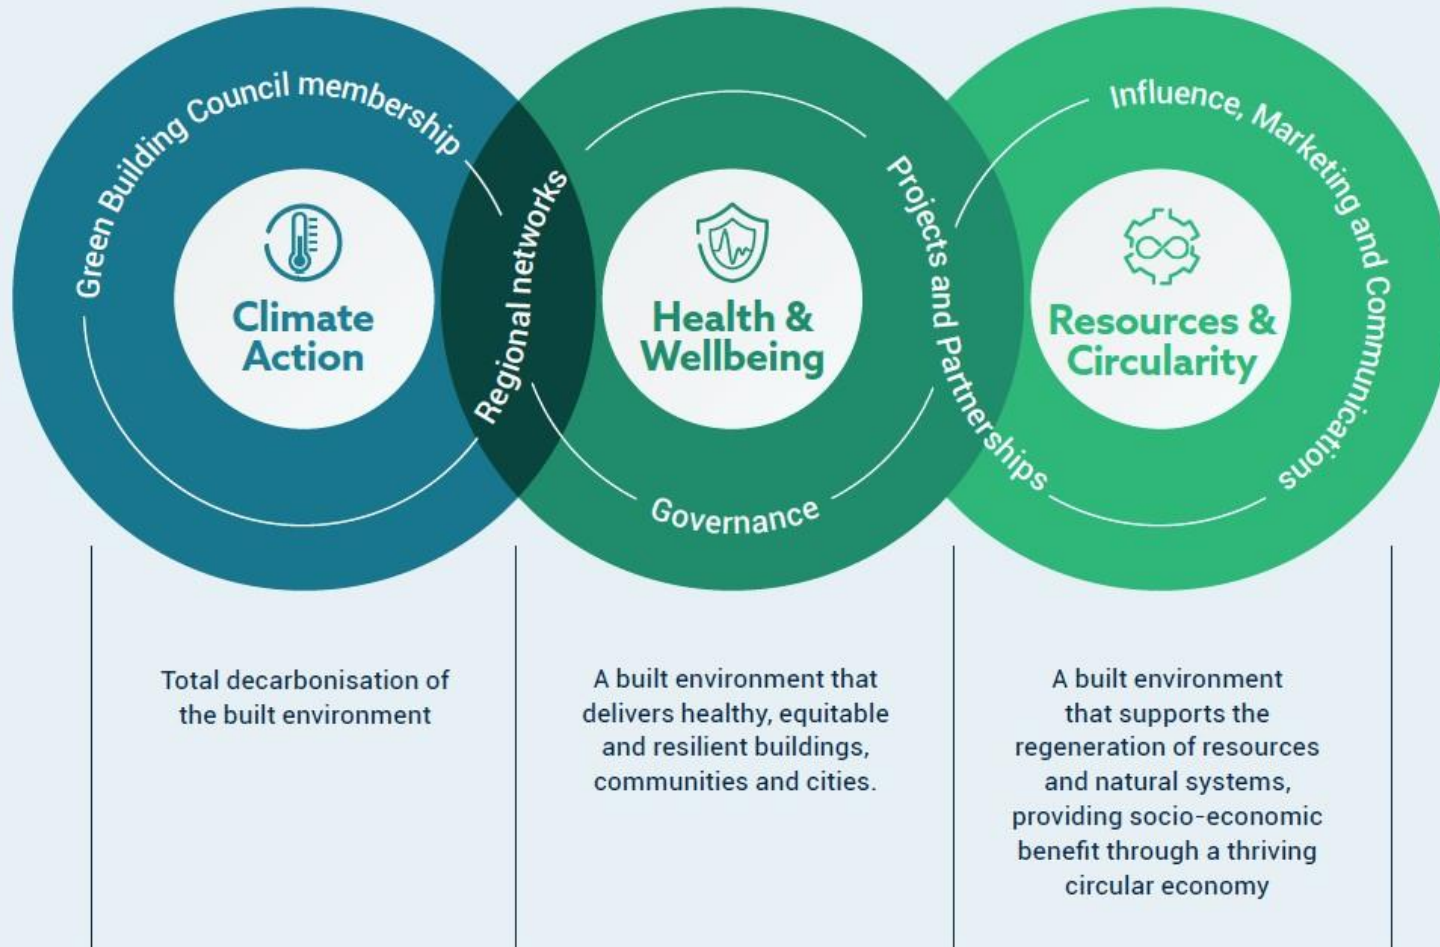 Green Building Council membership
Climate
Action
Regional networks
Health &
Wellbeing
Governance
Projects and Partnerships
Resources &
Circularity
Influence, Marketing and Communications
Total decarbonisation of
the built environment
A built environment that
delivers healthy, equitable
and resilient buildings,
communities and cities.
A built environment
that supports the
regeneration of resources
and natural systems,
providing socio-economic
benefit through a thriving
circular economy